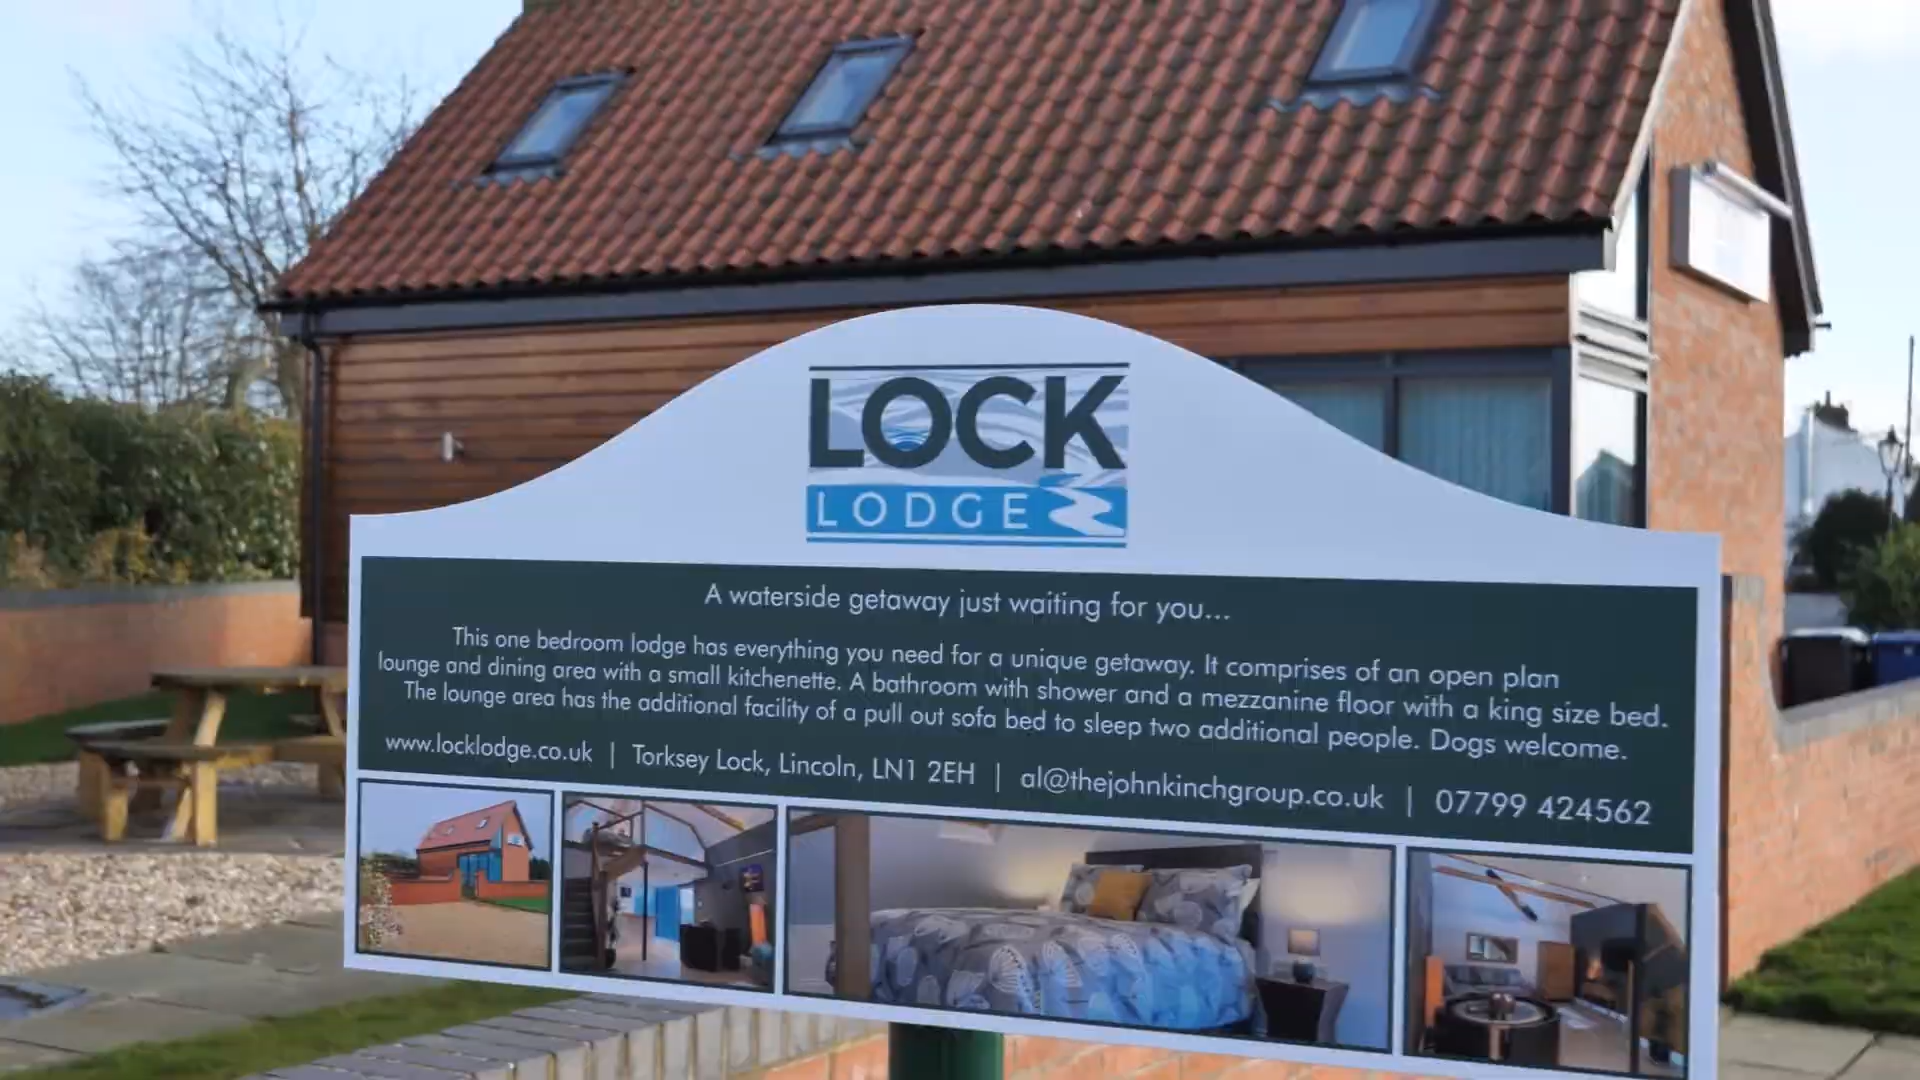 LOCK
LODGE
A waterside getaway just waiting for you...
This one bedroom lodge has everything you need for a unique getaway. It comprises of an open plan
lounge and dining area with a small kitchenette. A bathroom with shower and a mezzanine floor with a king size bed.
The lounge area has the additional facility of a pull out sofa bed to sleep two additional people. Dogs welcome.
www.locklodge.co.uk | Torksey Lock, Lincoln, LN1 2EH | al@thejohnkinchgroup.co.uk | 07799 424562